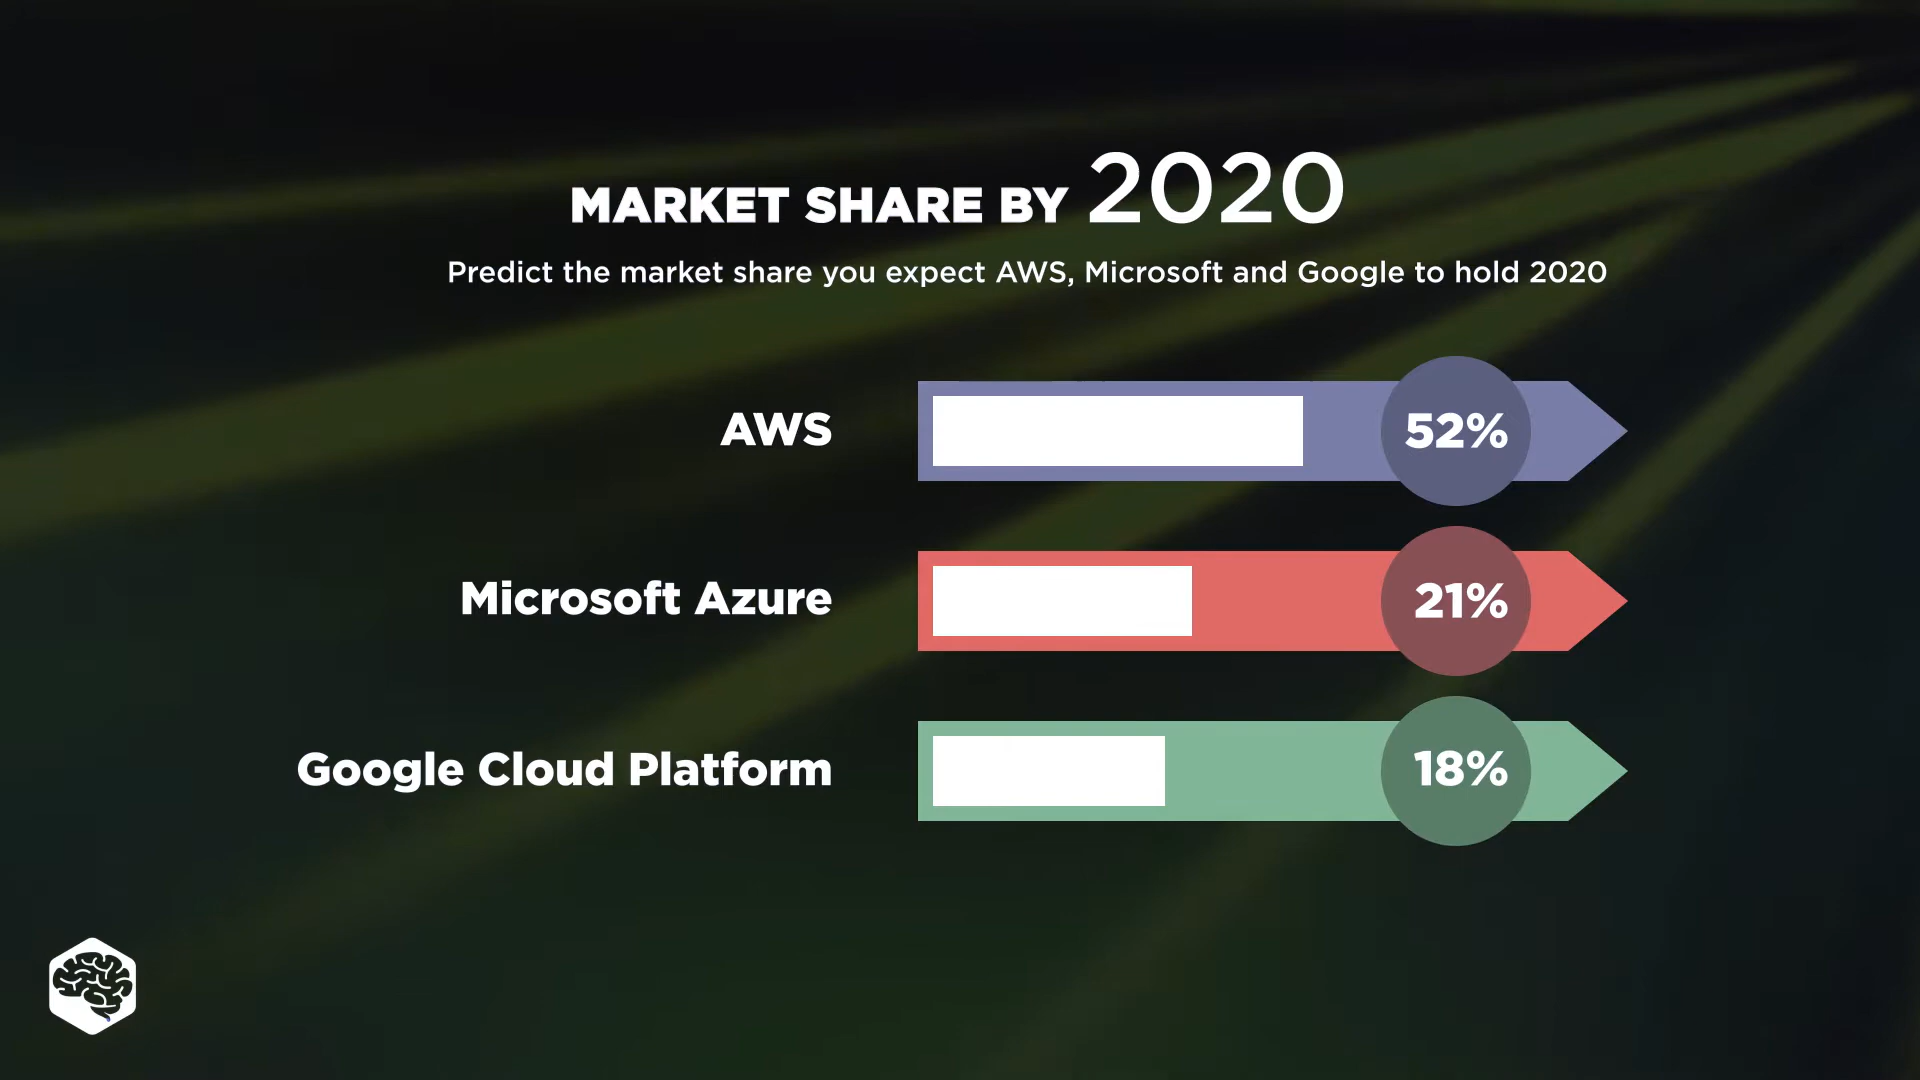 MARKET SHARE BY 2020
Predict the market share you expect AWS, Microsoft and Google to hold 2020
AWS 52%
Microsoft Azure 21%
Google Cloud Platform 18%